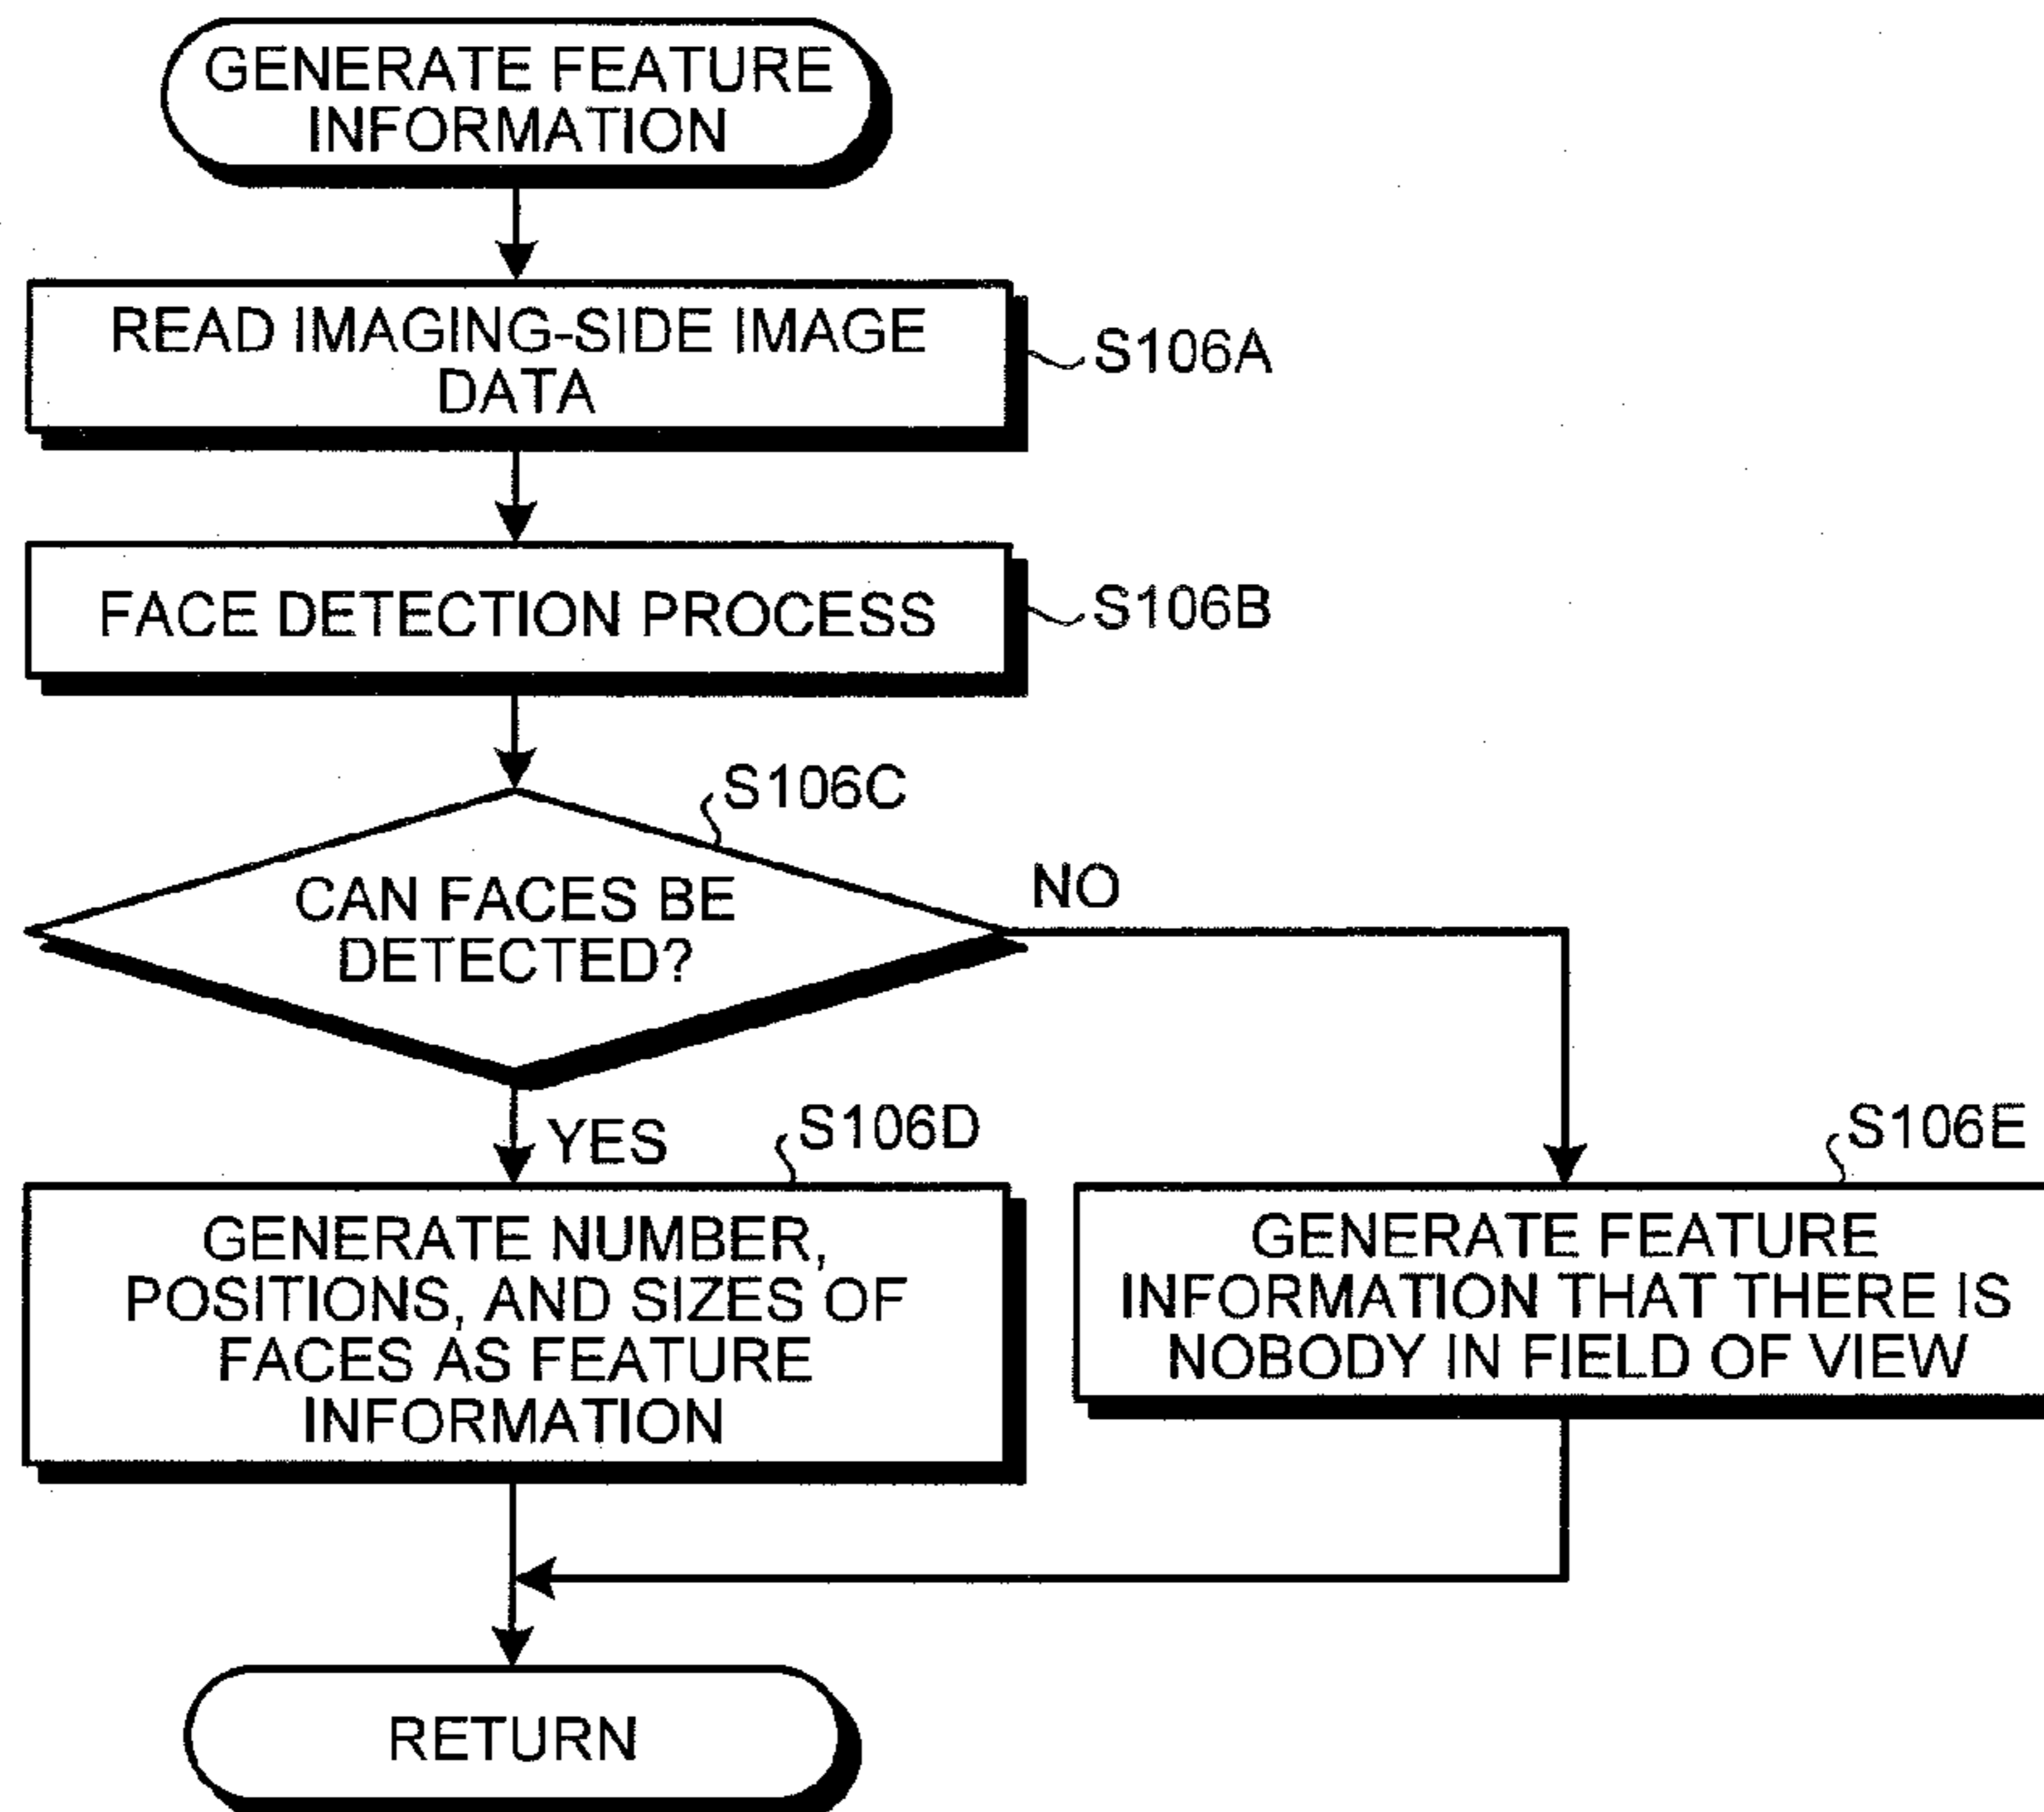 GENERATE FEATURE
INFORMATION
READ IMAGING-SIDE IMAGE
DATA
S106A
FACE DETECTION PROCESS
S106B
S106C
CAN FACES BE
DETECTED?
NO
YES
S106D
GENERATE NUMBER,
POSITIONS, AND SIZES OF
FACES AS FEATURE
INFORMATION
S106E
GENERATE FEATURE
INFORMATION THAT THERE IS
NOBODY IN FIELD OF VIEW
RETURN